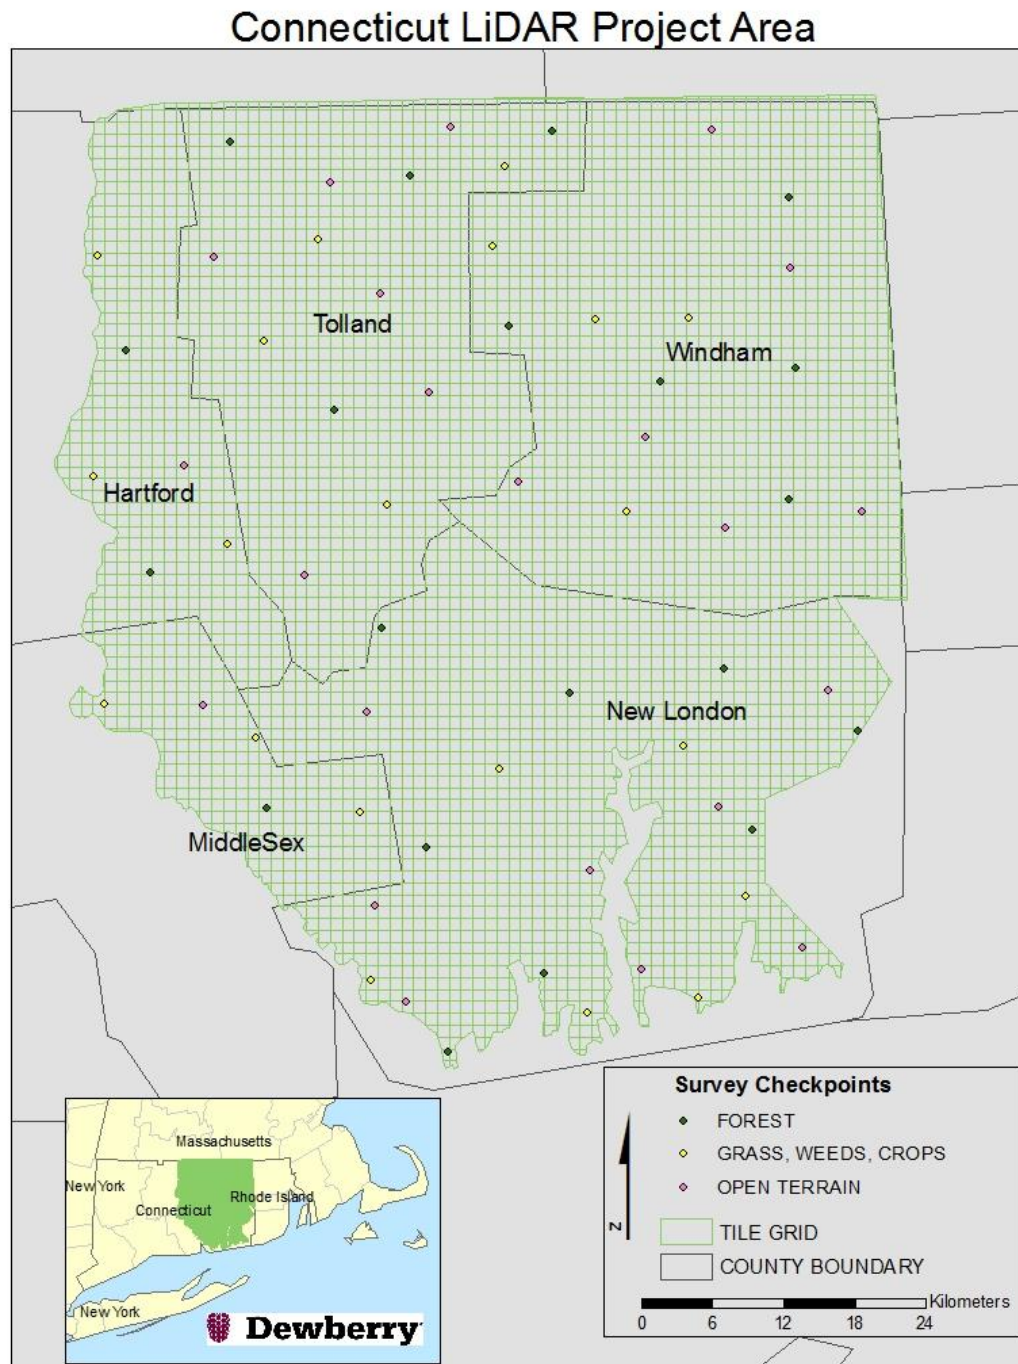 Connecticut LiDAR Project Area
Tolland
Windham
Hartford
New London
MiddleSex
Survey Checkpoints
FOREST
GRASS, WEEDS, CROPS
OPEN TERRAIN
TILE GRID
COUNTY BOUNDARY
Z
Kilometers
0 6 12 18 24
Massachusetts
New York
Rhode Island
Connecticut
New York
Dewberry